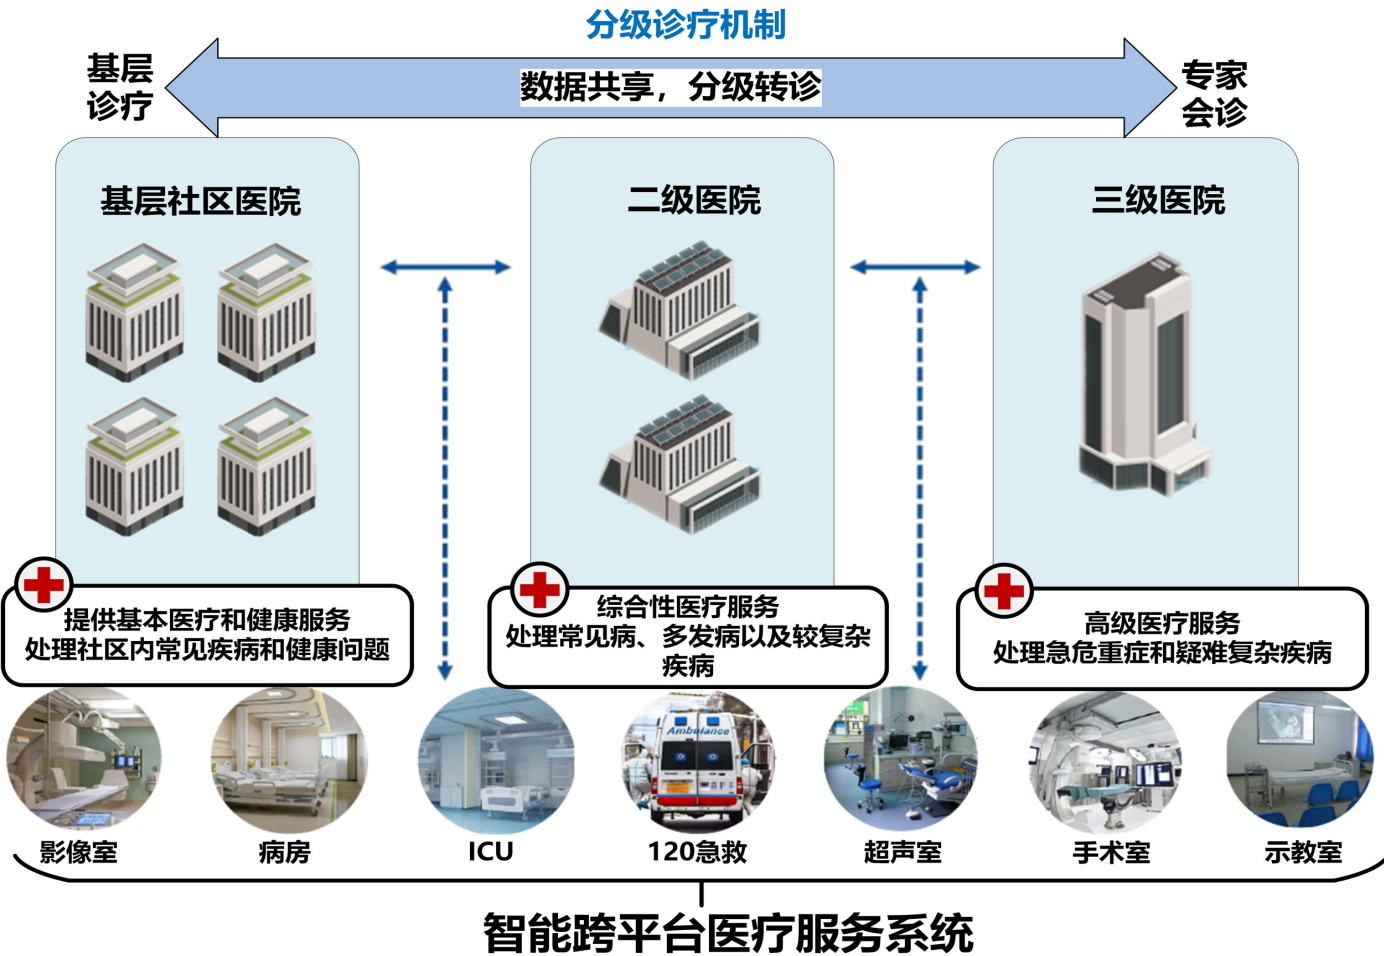 分级诊疗机制
基层
诊疗
数据共享，分级转诊
专家
会诊
基层社区医院
二级医院
三级医院
提供基本医疗和健康服务
处理社区内常见疾病和健康问题
综合性医疗服务
处理常见病、多发病以及较复杂
疾病
高级医疗服务
处理急危重症和疑难复杂疾病
Ambulance
影像室
病房
ICU
120急救
超声室
手术室
示教室
智能跨平台医疗服务系统